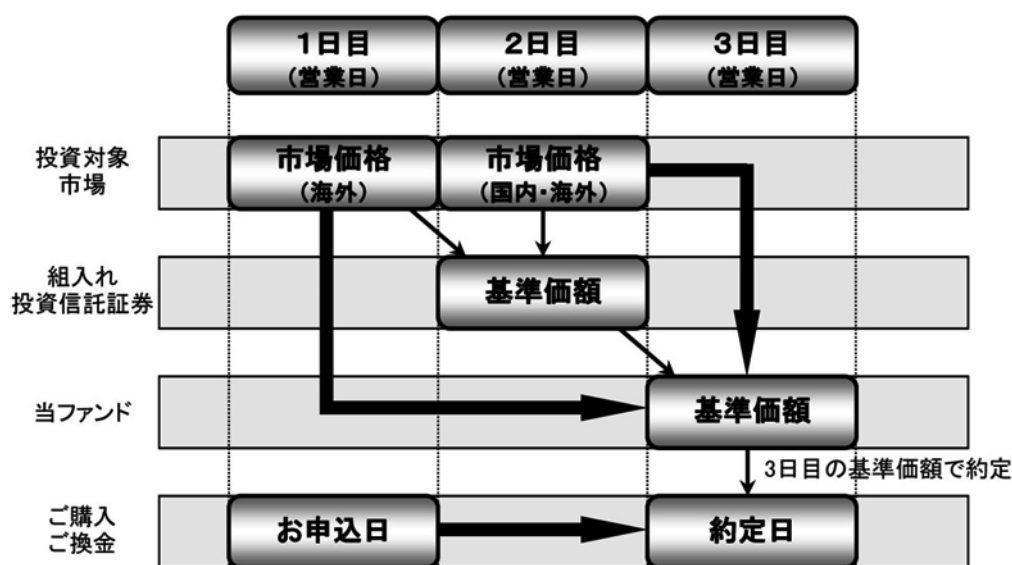 1日目
（営業日）
2日目
（営業日）
3日目
（営業日）
投資対象
市場
市場価格
（海外）
市場価格
（国内・海外）
組入れ
投資信託証券
基準価額
当ファンド
基準価額
3日目の基準価額で約定
ご購入
ご換金
お申込日
約定日